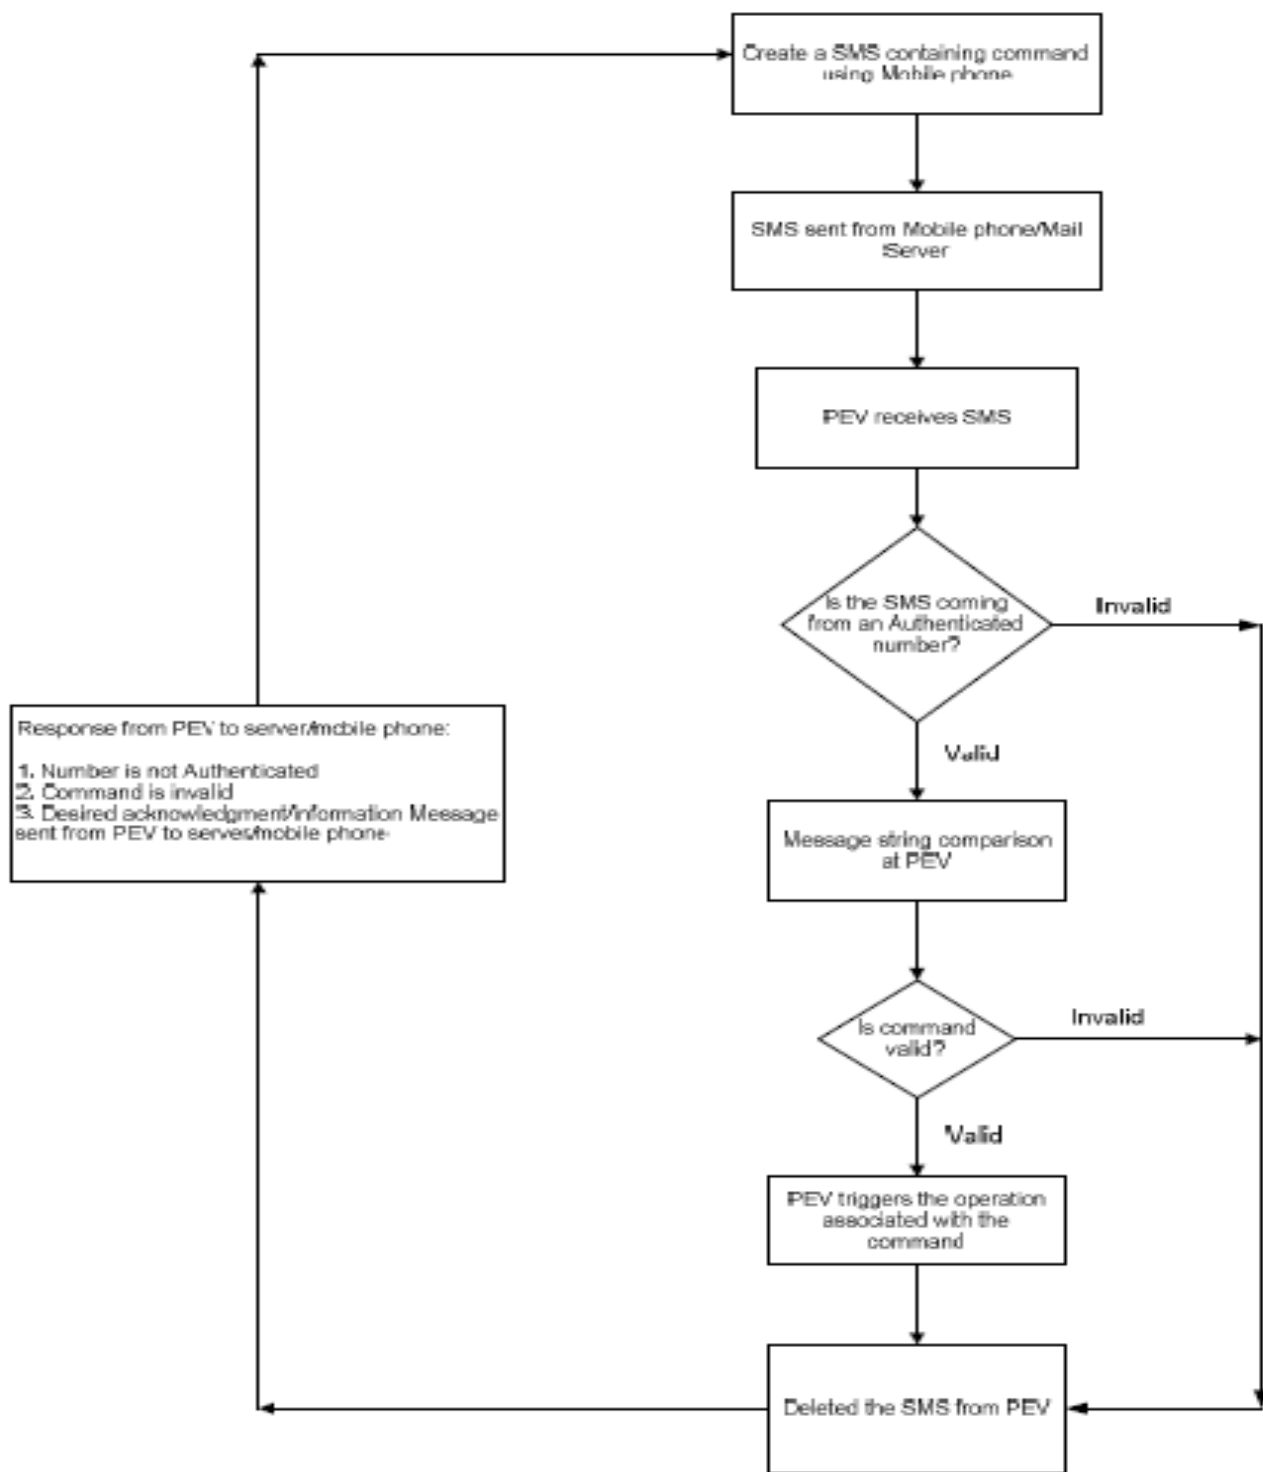 Create a SMS containing command
using Mobile phone
SMS sent from Mobile phone/Mail
Server
PEV receives SMS
Is the SMS coming
from an Authenticated
number?
Invalid
Valid
Response from PEV to server/mobile phone:
1. Number is not Authenticated
2. Command is invalid
3. Desired acknowledgment/information Message
sent from PEV to serves/mobile phone
Message string comparison
at PEV
Is command
valid?
Invalid
Valid
PEV triggers the operation
associated with the
command
Deleted the SMS from PEV